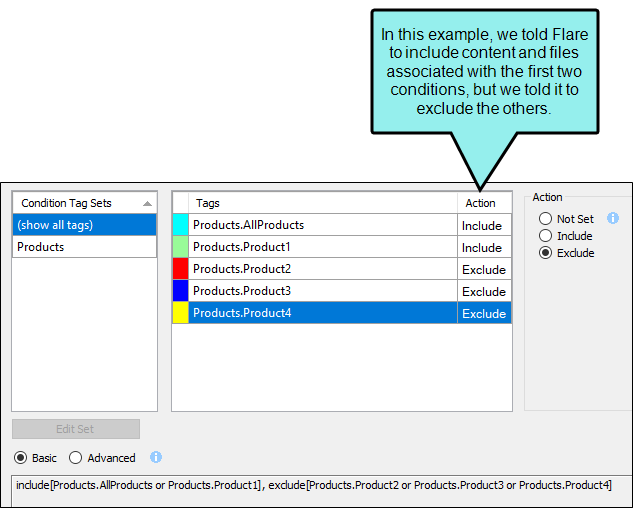 In this example, we told Flare
to include content and files
associated with the first two
conditions, but we told it to
exclude the others.
Condition Tag Sets
(show all tags)
Products
Tags Action
Products.AllProducts Include
Products.Product1 Include
Products.Product2 Exclude
Products.Product3 Exclude
Products.Product4 Exclude
Action
Not Set
Include
Exclude
Edit Set
Basic Advanced
include[Products.AllProducts or Products.Product1], exclude[Products.Product2 or Products.Product3 or Products.Product4]